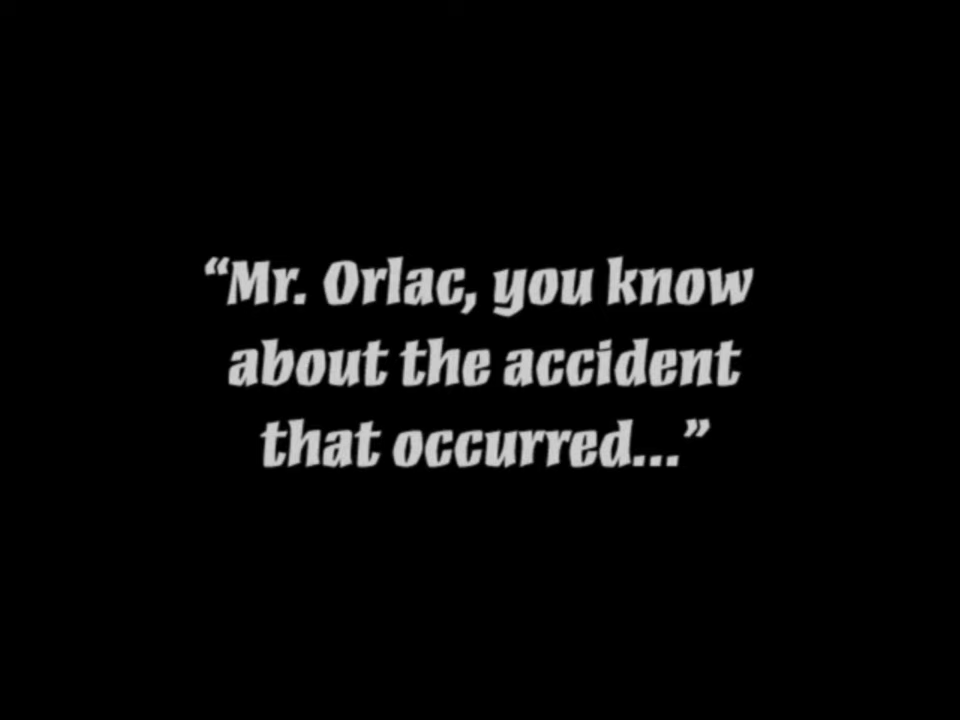 “Mr. Orlac, you know
about the accident
that occurred...”